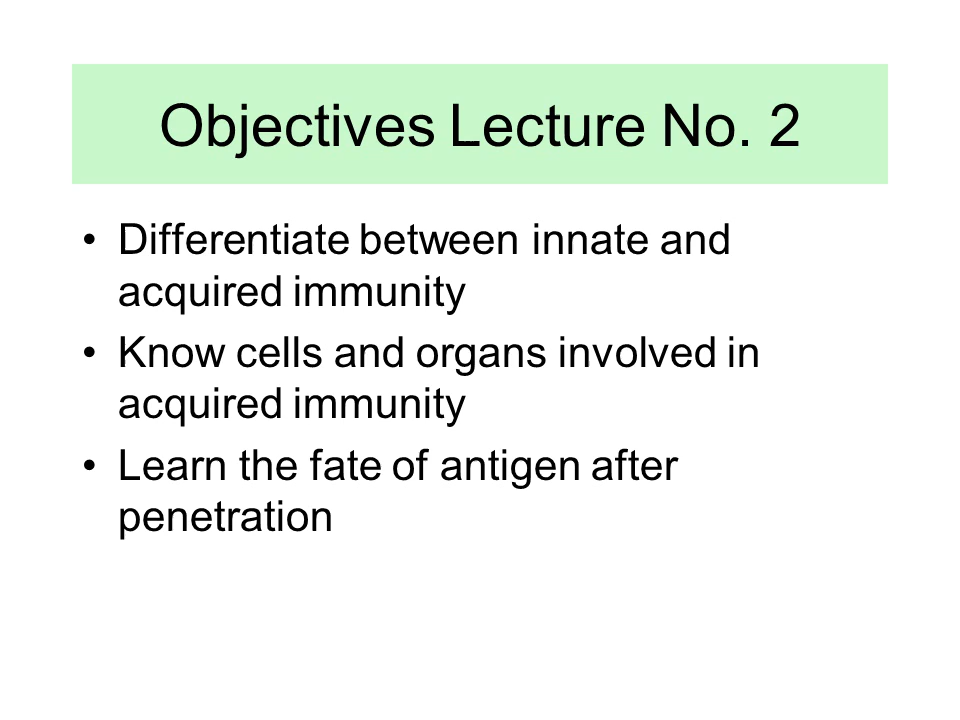 Objectives Lecture No. 2
• Differentiate between innate and
acquired immunity
• Know cells and organs involved in
acquired immunity
• Learn the fate of antigen after
penetration